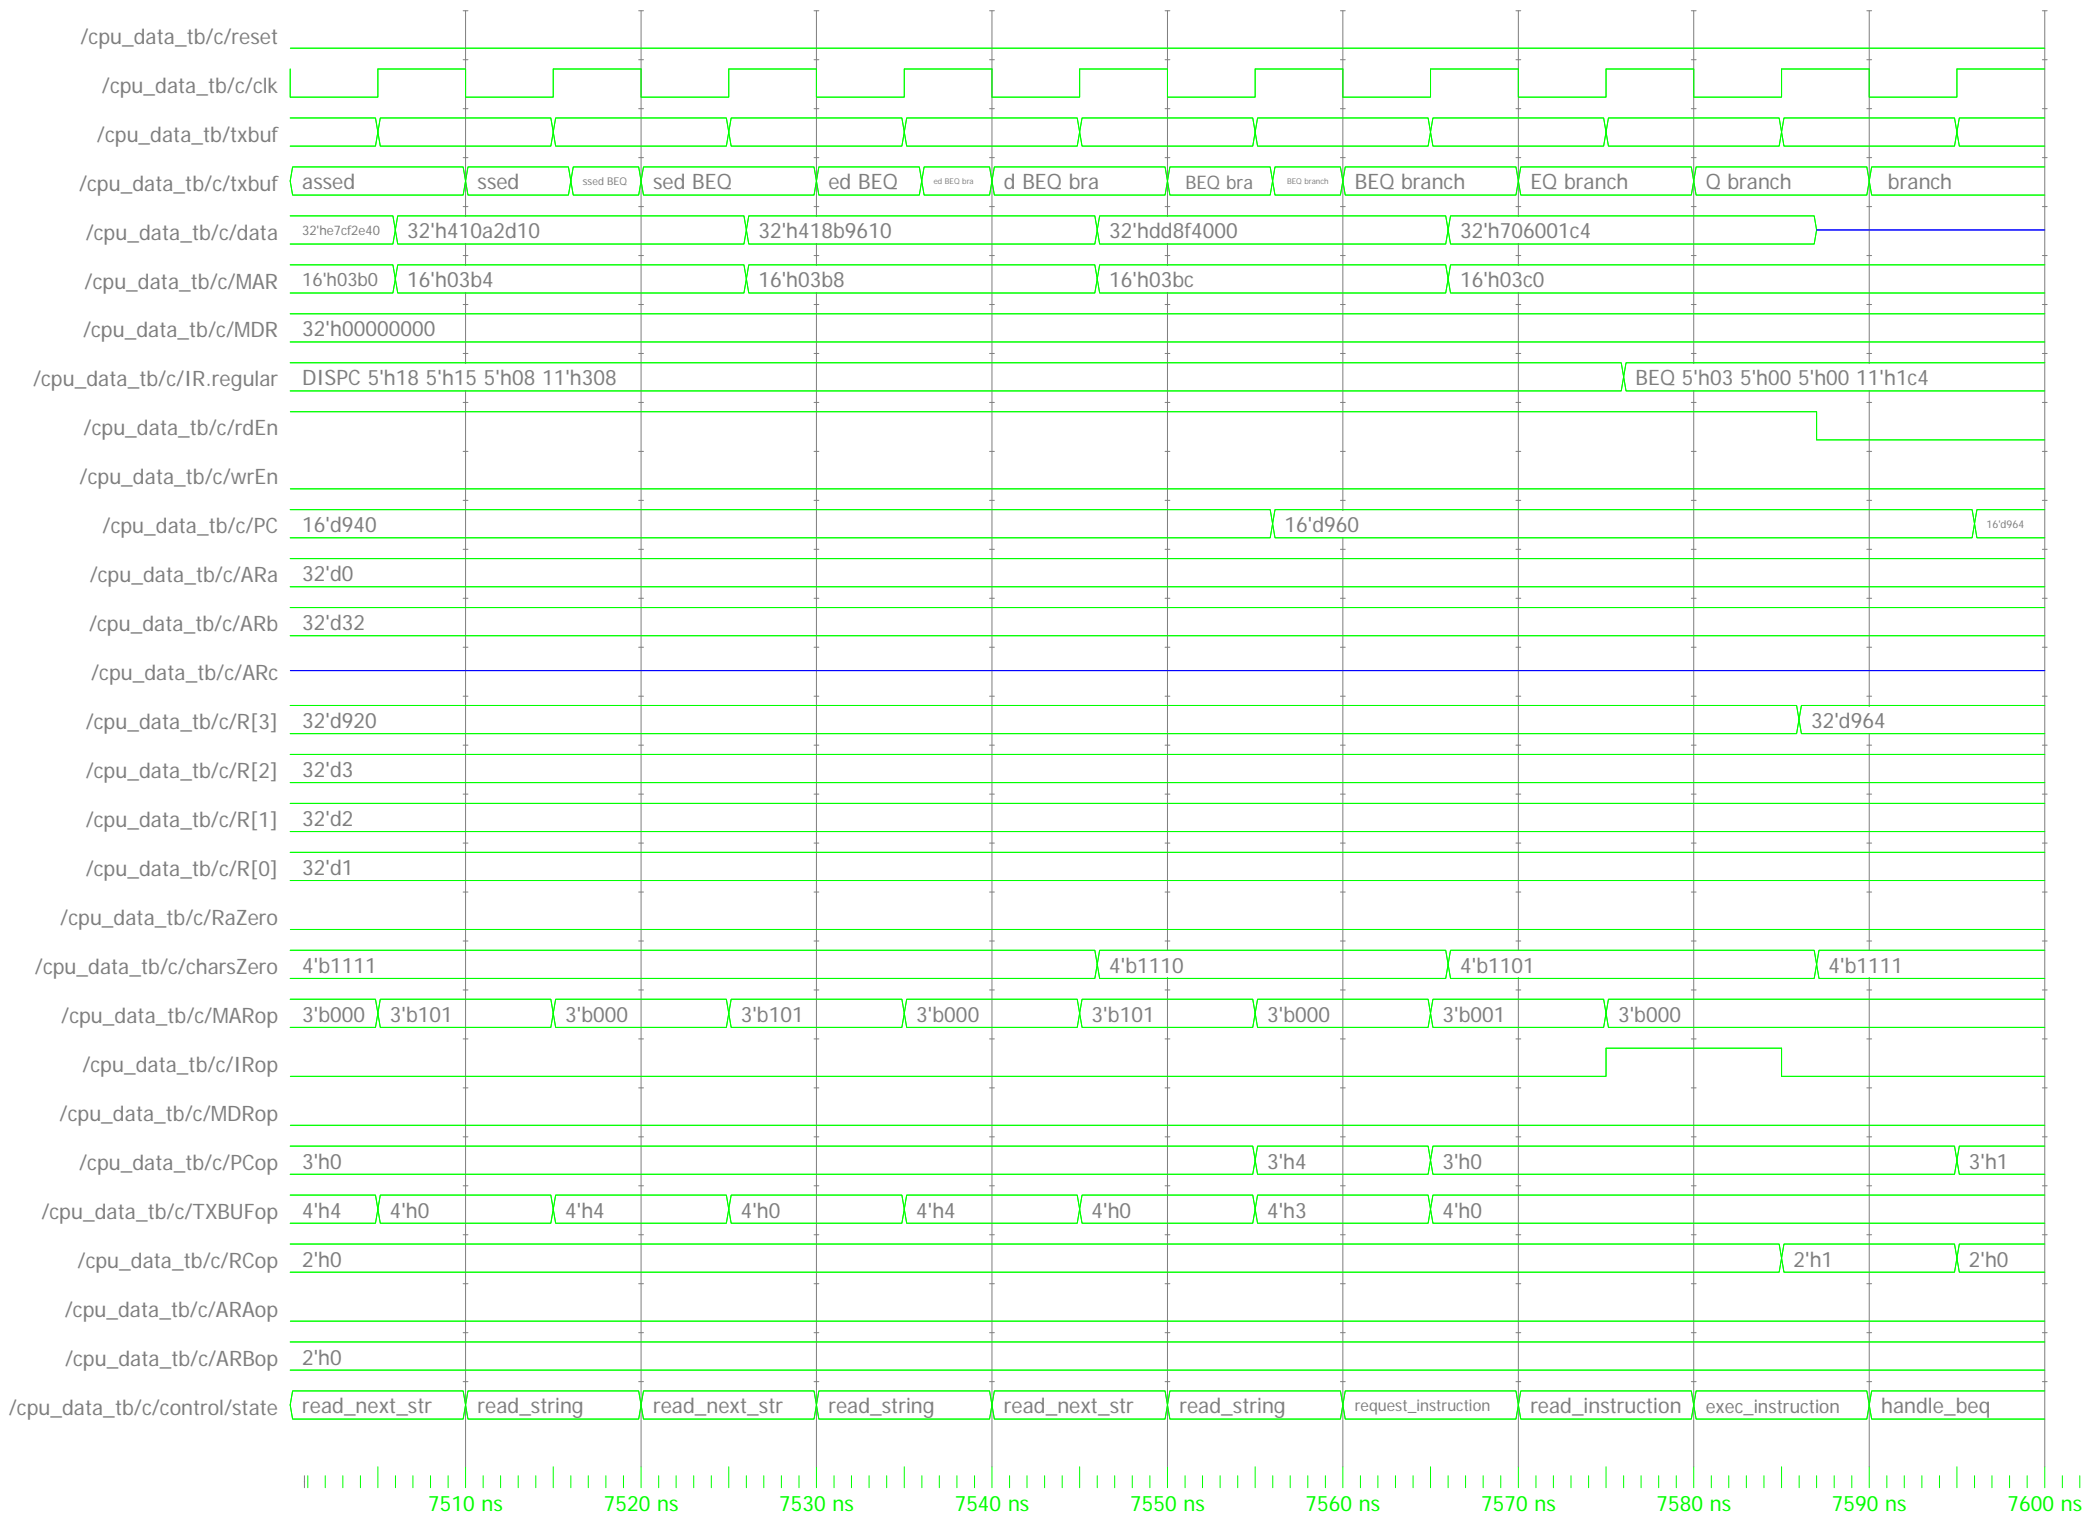 /cpu_data_tb/c/reset
/cpu_data_tb/c/clk
/cpu_data_tb/txbuf
/cpu_data_tb/c/txbuf assed ssed ssed BEQ sed BEQ ed BEQ ed BEQ bra d BEQ bra BEQ bra BEQ branch BEQ branch EQ branch Q branch branch
/cpu_data_tb/c/data 32'he7cf2e40 32'h410a2d10 32'h418b9610 32'hdd8f4000 32'h706001c4
/cpu_data_tb/c/MAR 16'h03b0 16'h03b4 16'h03b8 16'h03bc 16'h03c0
/cpu_data_tb/c/MDR 32'h00000000
/cpu_data_tb/c/IR.regular DISPC 5'h18 5'h15 5'h08 11'h308 BEQ 5'h03 5'h00 5'h00 11'h1c4
/cpu_data_tb/c/rdEn
/cpu_data_tb/c/wrEn
/cpu_data_tb/c/PC 16'd940 16'd960 16'd964
/cpu_data_tb/c/ARa 32'd0
/cpu_data_tb/c/ARb 32'd32
/cpu_data_tb/c/ARc
/cpu_data_tb/c/R[3] 32'd920 32'd964
/cpu_data_tb/c/R[2] 32'd3
/cpu_data_tb/c/R[1] 32'd2
/cpu_data_tb/c/R[0] 32'd1
/cpu_data_tb/c/RaZero
/cpu_data_tb/c/charsZero 4'b1111 4'b1110 4'b1101 4'b1111
/cpu_data_tb/c/MARop 3'b000 3'b101 3'b000 3'b101 3'b000 3'b101 3'b000 3'b001 3'b000
/cpu_data_tb/c/IRop
/cpu_data_tb/c/MDRop
/cpu_data_tb/c/PCop 3'h0 3'h4 3'h0 3'h1
/cpu_data_tb/c/TXBUFop 4'h4 4'h0 4'h4 4'h0 4'h4 4'h0 4'h3 4'h0
/cpu_data_tb/c/RCop 2'h0 2'h1 2'h0
/cpu_data_tb/c/ARAop
/cpu_data_tb/c/ARBop 2'h0
/cpu_data_tb/c/control/state read_next_str read_string read_next_str read_string read_next_str read_string request_instruction read_instruction exec_instruction handle_beq
7510 ns 7520 ns 7530 ns 7540 ns 7550 ns 7560 ns 7570 ns 7580 ns 7590 ns 7600 ns